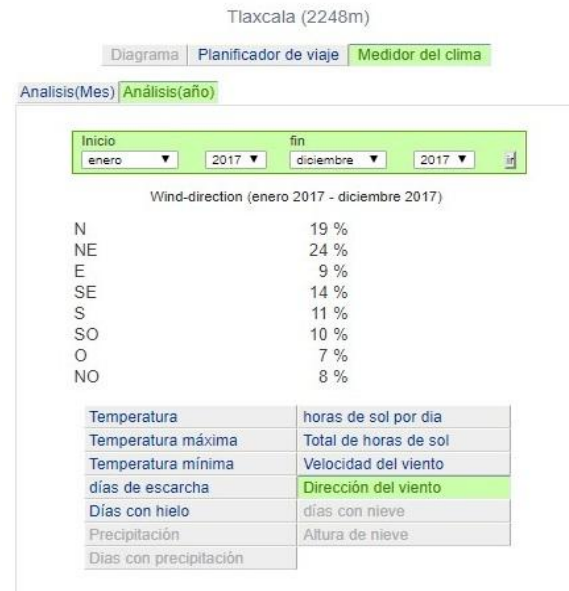 Tlaxcala (2248m)
Diagrama Planificador de viaje Medidor del clima
Analisis(Mes) Análisis(año)
Inicio fin
enero 2017 diciembre 2017 ir
Wind-direction (enero 2017 - diciembre 2017)
N 19 %
NE 24 %
E 9 %
SE 14 %
S 11 %
SO 10 %
O 7 %
NO 8 %
Temperatura horas de sol por dia
Temperatura máxima Total de horas de sol
Temperatura mínima Velocidad del viento
días de escarcha Dirección del viento
Días con hielo días con nieve
Precipitación Altura de nieve
Dias con precipitación